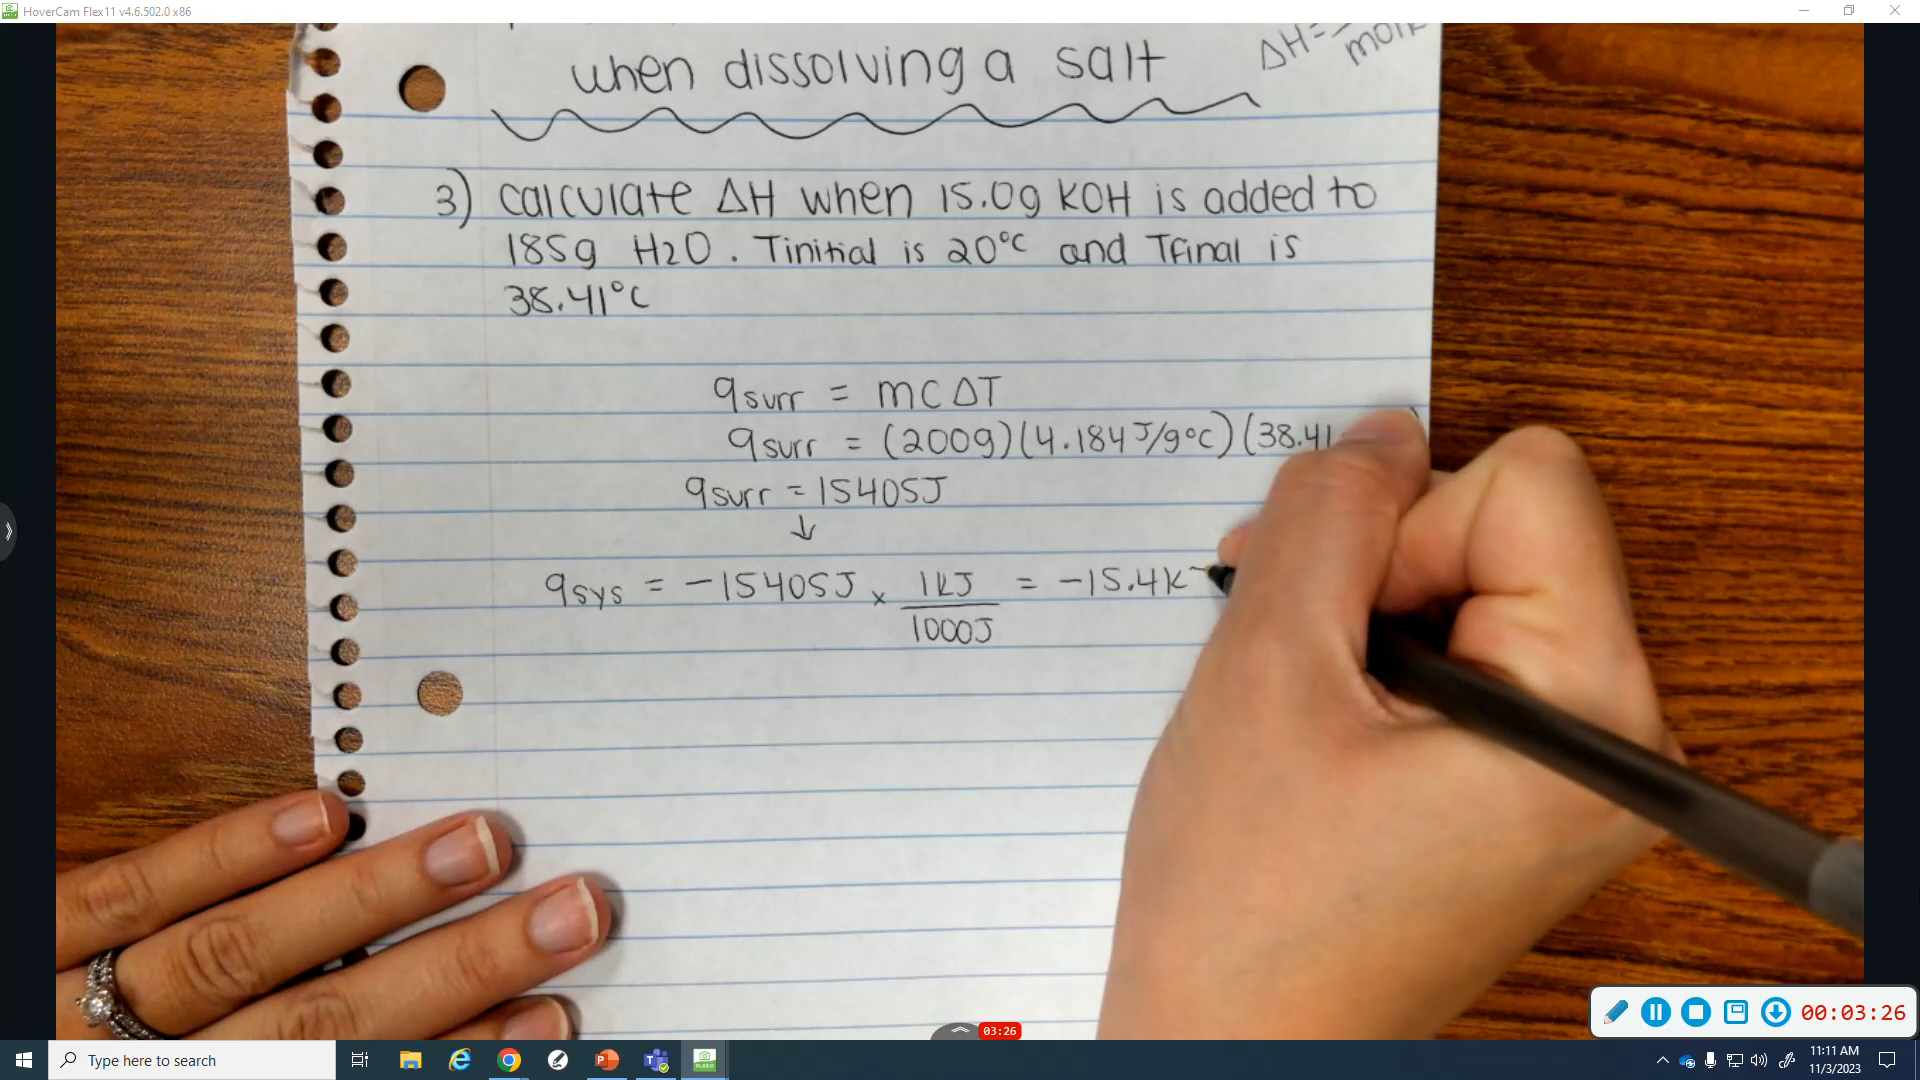 HoverCam Flex11 v4.6.502.0 x86
when dissolving a salt
ΔH=
3) calculate ΔH when 15.0g KOH is added to
185g H2O. Tinitial is 20°C and Tfinal is
38.41°C
qsurr = mCΔT
qsurr = (200g)(4.184J/g°C)(38.41
qsurr = 15405J
↓
qsys = -15405J x 1kJ/1000J = -15.4k
03:26
00:03:26
Type here to search
11:11 AM
11/3/2023